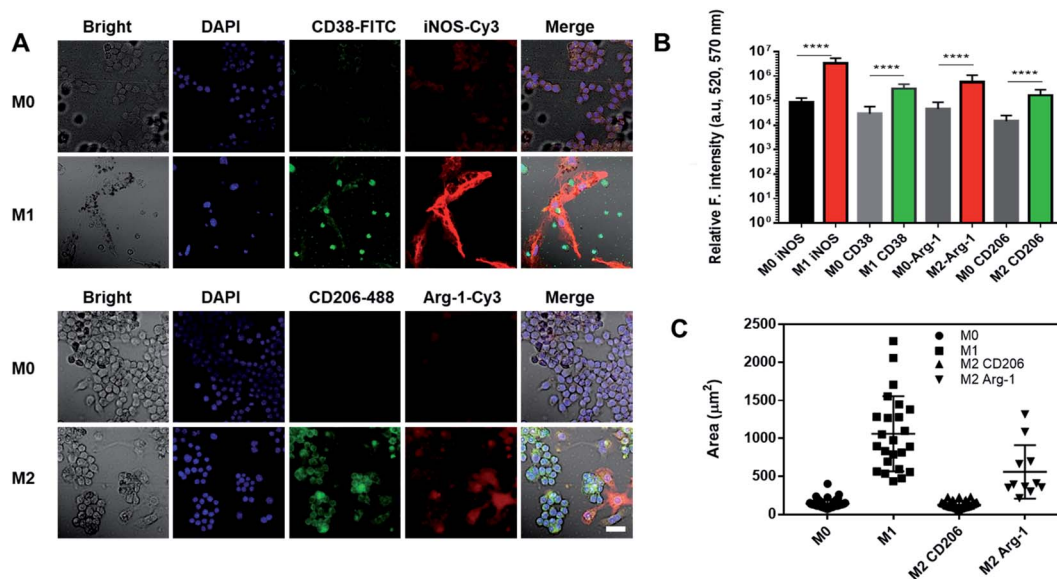 A
Bright DAPI CD38-FITC iNOS-Cy3 Merge
M0
M1
Bright DAPI CD206-488 Arg-1-Cy3 Merge
M0
M2
B
Relative F. intensity (a.u, 520, 570 nm)
10⁷
10⁶
10⁵
10⁴
10³
10²
10¹
10⁰
**** **** **** ****
M0 iNOS
M1 iNOS
M0 CD38
M1 CD38
M0-Arg-1
M2-Arg-1
M0 CD206
M2 CD206
C
Area (μm²)
2500
2000
1500
1000
500
0
M0
M1
M2 CD206
M2 Arg-1
M0
M1
M2 CD206
M2 Arg-1